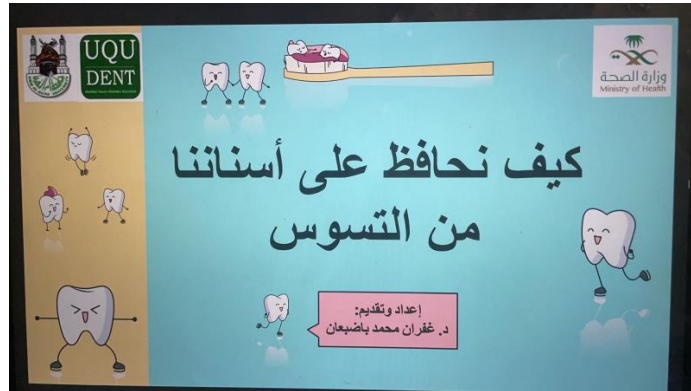 UQU
DENT
وزارة الصحة
Ministry of Health
كيف نحافظ على أسناننا
من التسوس
إعداد وتقديم:
د. غفران محمد باضبعان